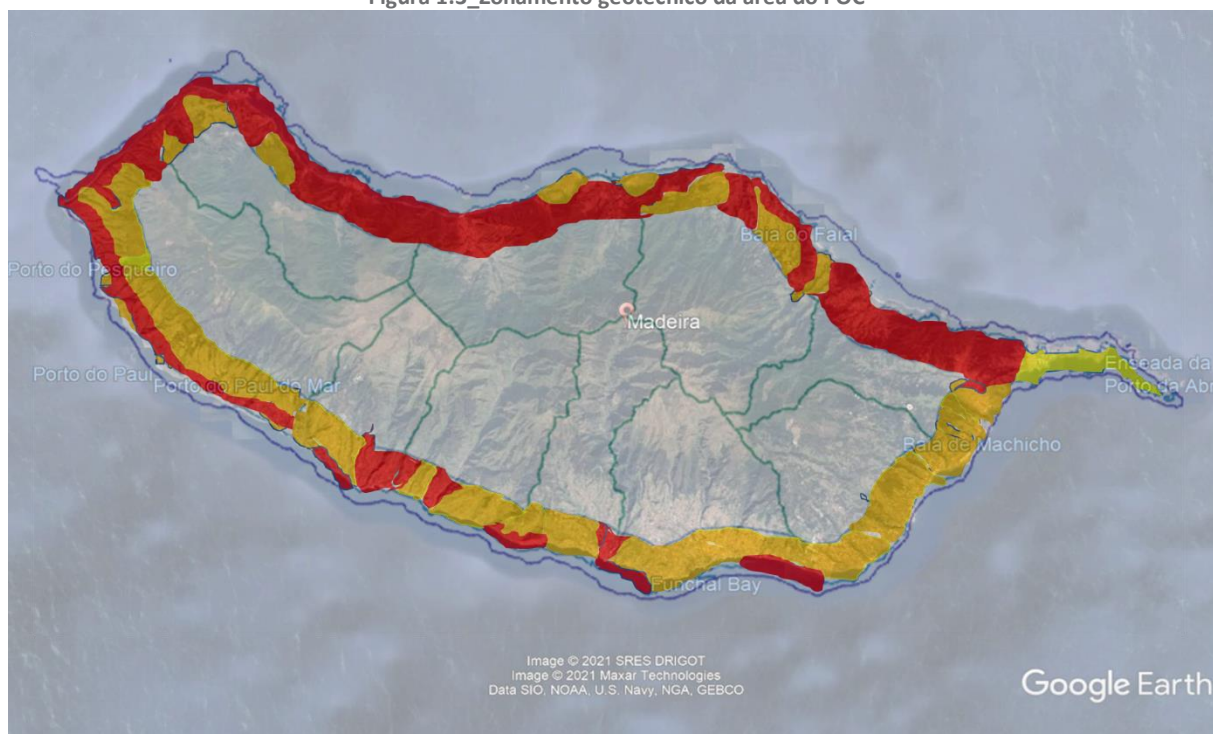 Figura 1.5_Zonamento geotécnico da área do POC
Baía do Faial
Porto do Pesqueiro
Madeira
Enseada da
Porto do Paul
Porto do Paul do Mar
Porto da Abr
Baía de Machicho
Funchal Bay
Image © 2021 SRES DRIGOT
Image © 2021 Maxar Technologies
Data SIO, NOAA, U.S. Navy, NGA, GEBCO
Google Earth